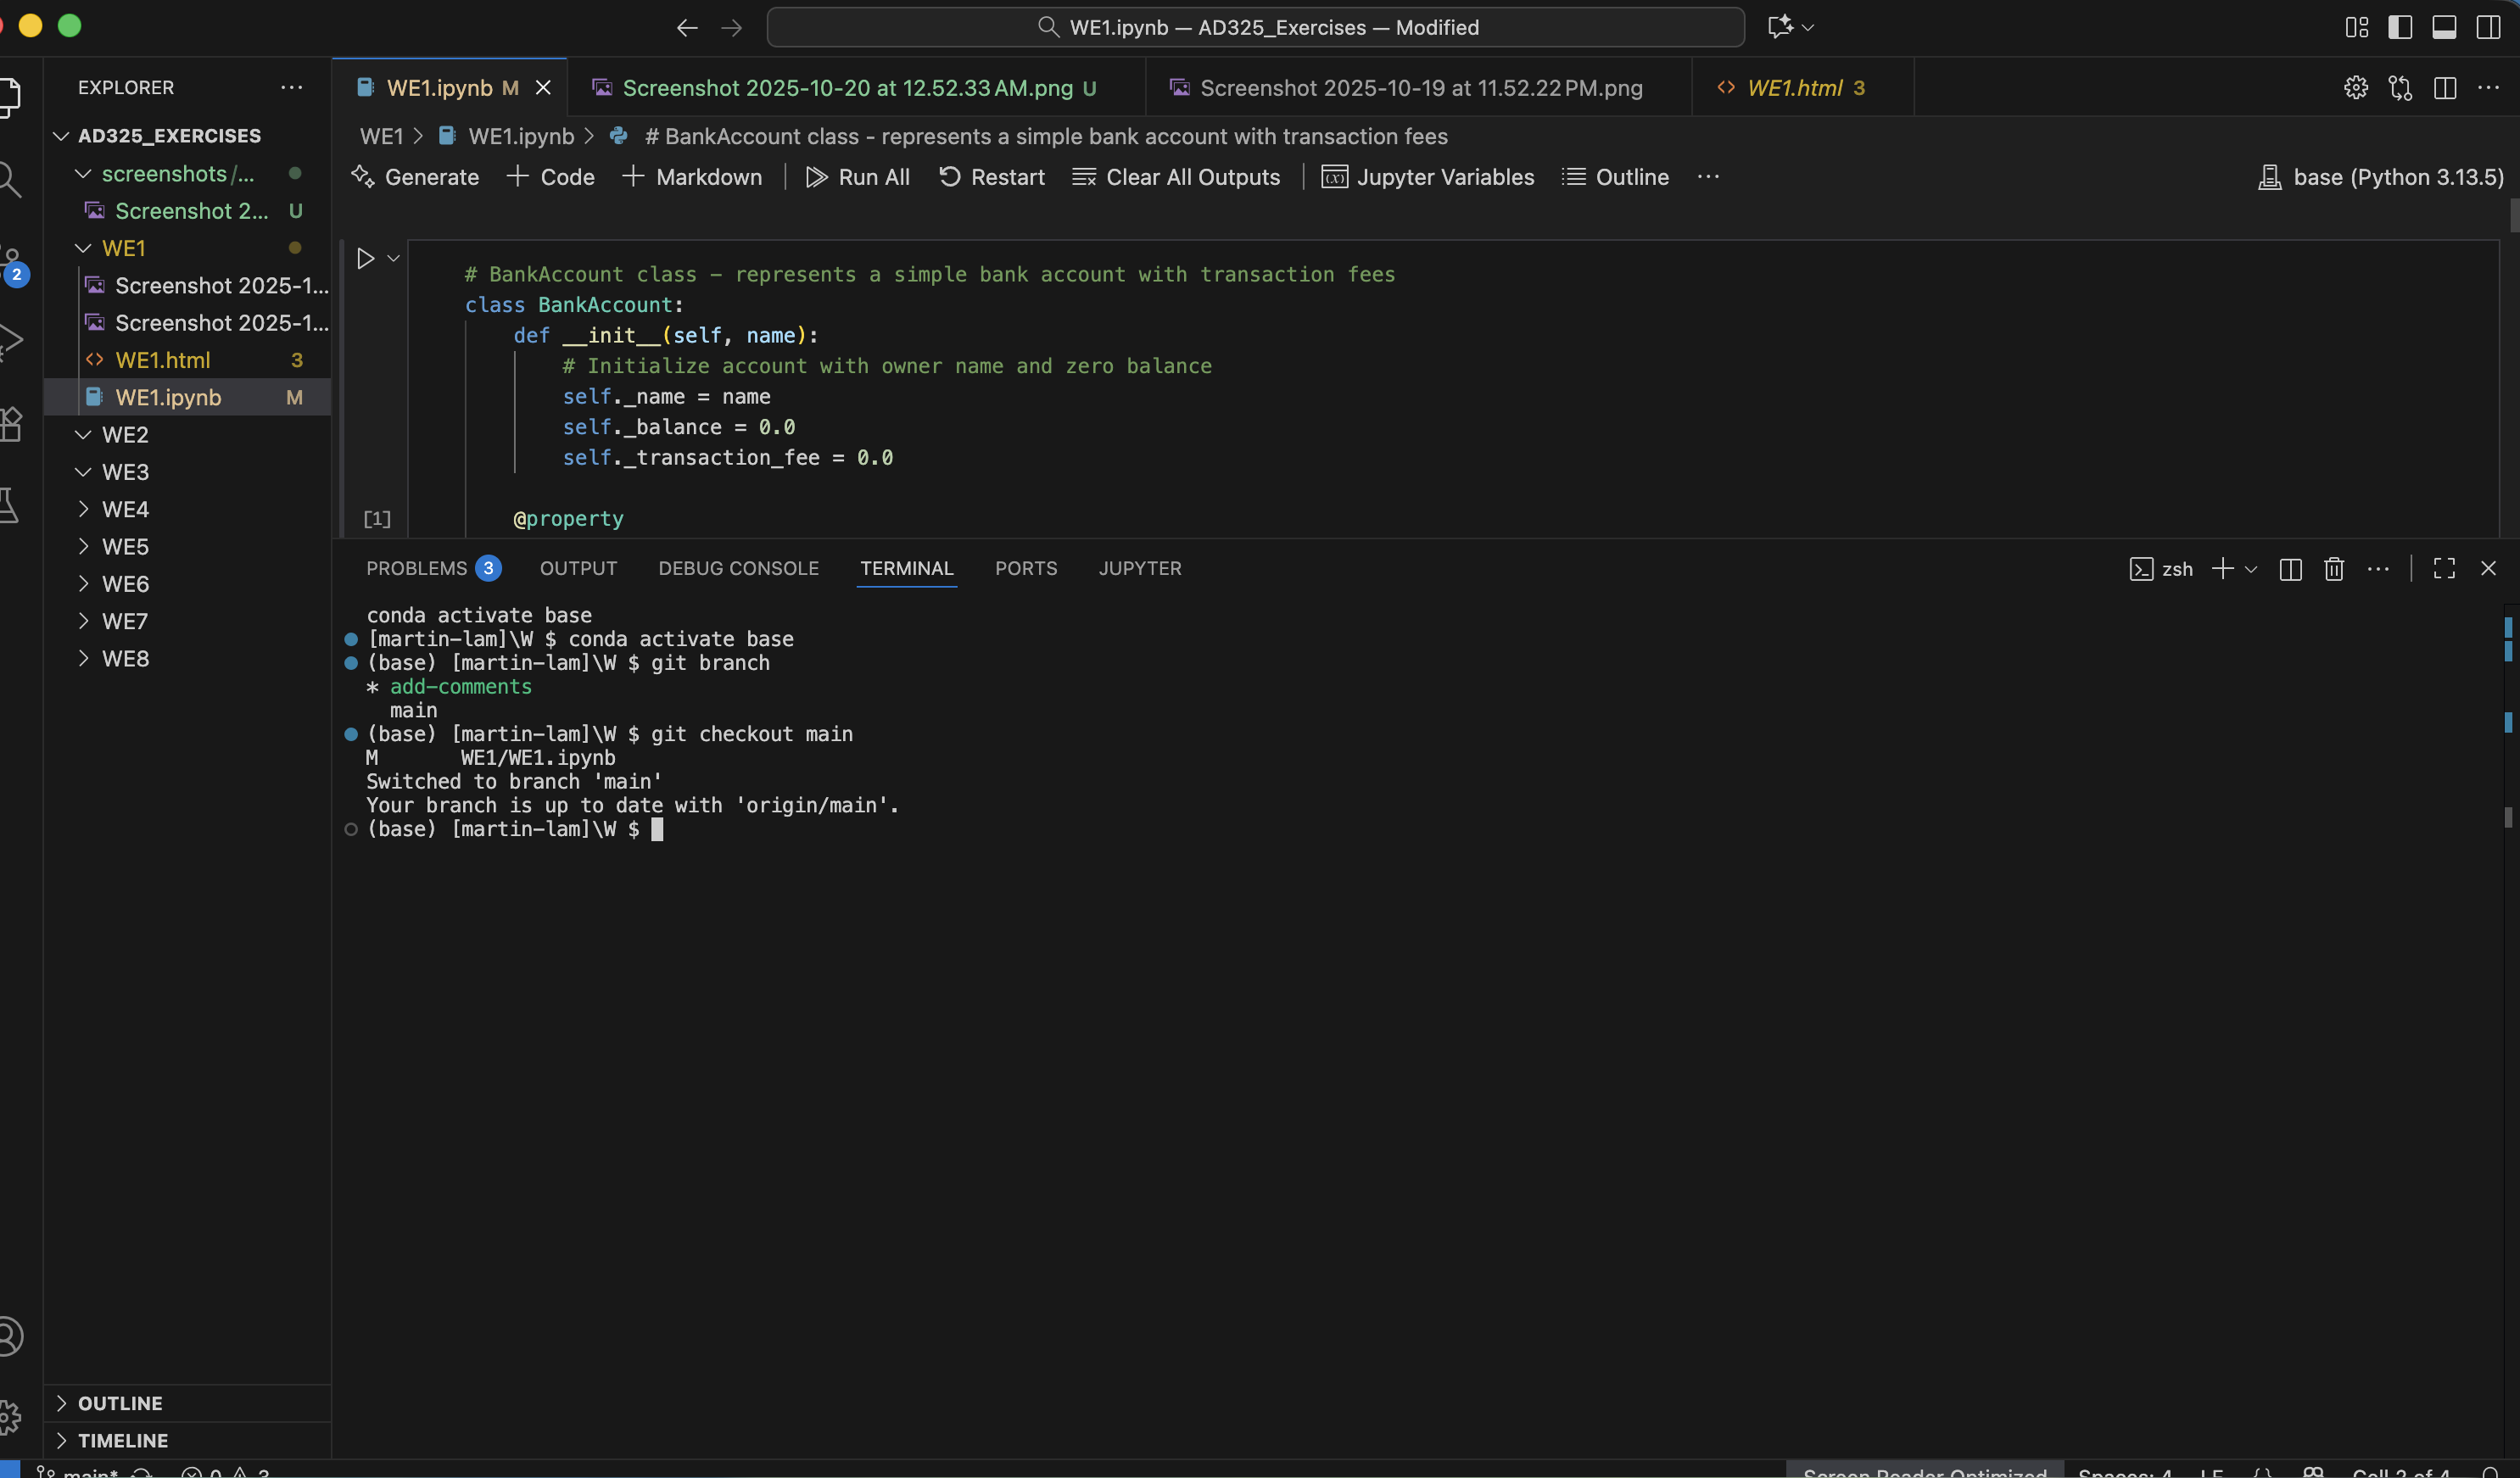 WE1.ipynb — AD325_Exercises — Modified
EXPLORER
WE1.ipynb M
Screenshot 2025-10-20 at 12.52.33 AM.png U
Screenshot 2025-10-19 at 11.52.22 PM.png
WE1.html 3
AD325_EXERCISES
screenshots/...
Screenshot 2... U
WE1
Screenshot 2025-1...
Screenshot 2025-1...
WE1.html 3
WE1.ipynb M
WE2
WE3
WE4
WE5
WE6
WE7
WE8
OUTLINE
TIMELINE
2
WE1 > WE1.ipynb > # BankAccount class - represents a simple bank account with transaction fees
Generate + Code + Markdown Run All Restart Clear All Outputs Jupyter Variables Outline ... base (Python 3.13.5)
# BankAccount class – represents a simple bank account with transaction fees
class BankAccount:
def __init__(self, name):
# Initialize account with owner name and zero balance
self._name = name
self._balance = 0.0
self._transaction_fee = 0.0
@property
[1]
PROBLEMS 3 OUTPUT DEBUG CONSOLE TERMINAL PORTS JUPYTER
zsh
conda activate base
[martin-lam]\W $ conda activate base
(base) [martin-lam]\W $ git branch
* add-comments
main
(base) [martin-lam]\W $ git checkout main
M WE1/WE1.ipynb
Switched to branch 'main'
Your branch is up to date with 'origin/main'.
(base) [martin-lam]\W $
main* 0 3 Screen Reader Optimized Spaces: 4 LF {} Cell 2 of 4